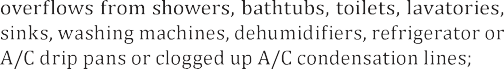 overflows from showers, bathtubs, toilets, lavatories,
sinks, washing machines, dehumidifiers, refrigerator or
A/C drip pans or clogged up A/C condensation lines;